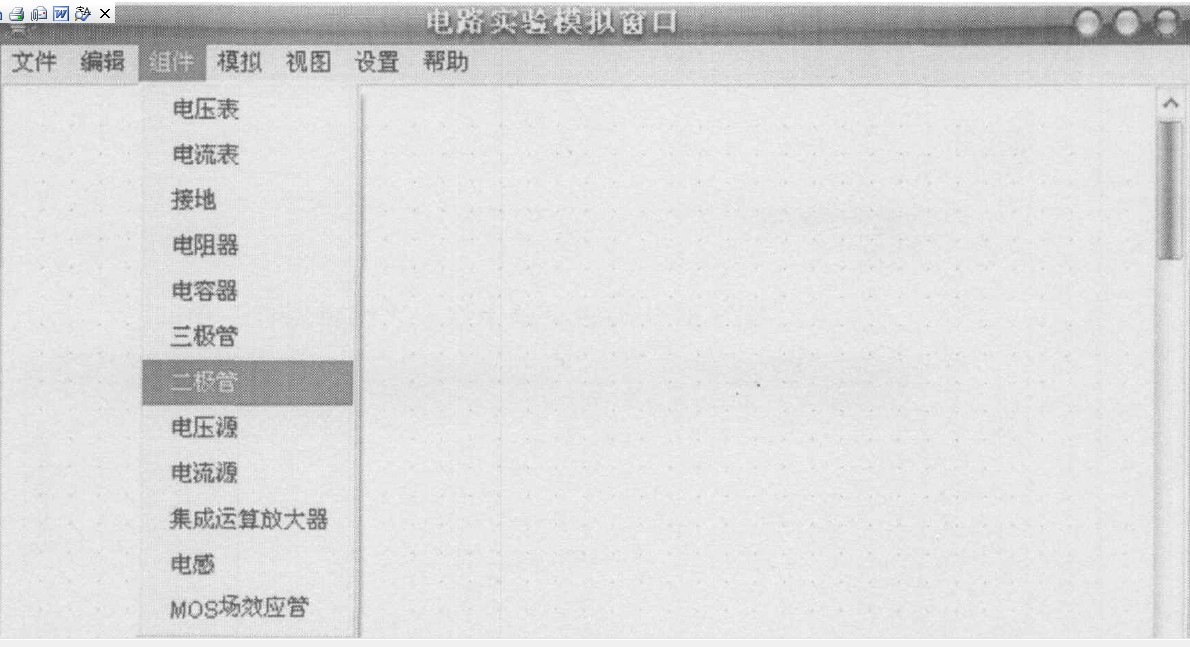 电路实验模拟窗口
文件 编辑 组件 模拟 视图 设置 帮助
电压表
电流表
接地
电阻器
电容器
三极管
二极管
电压源
电流源
集成运算放大器
电感
MOS场效应管